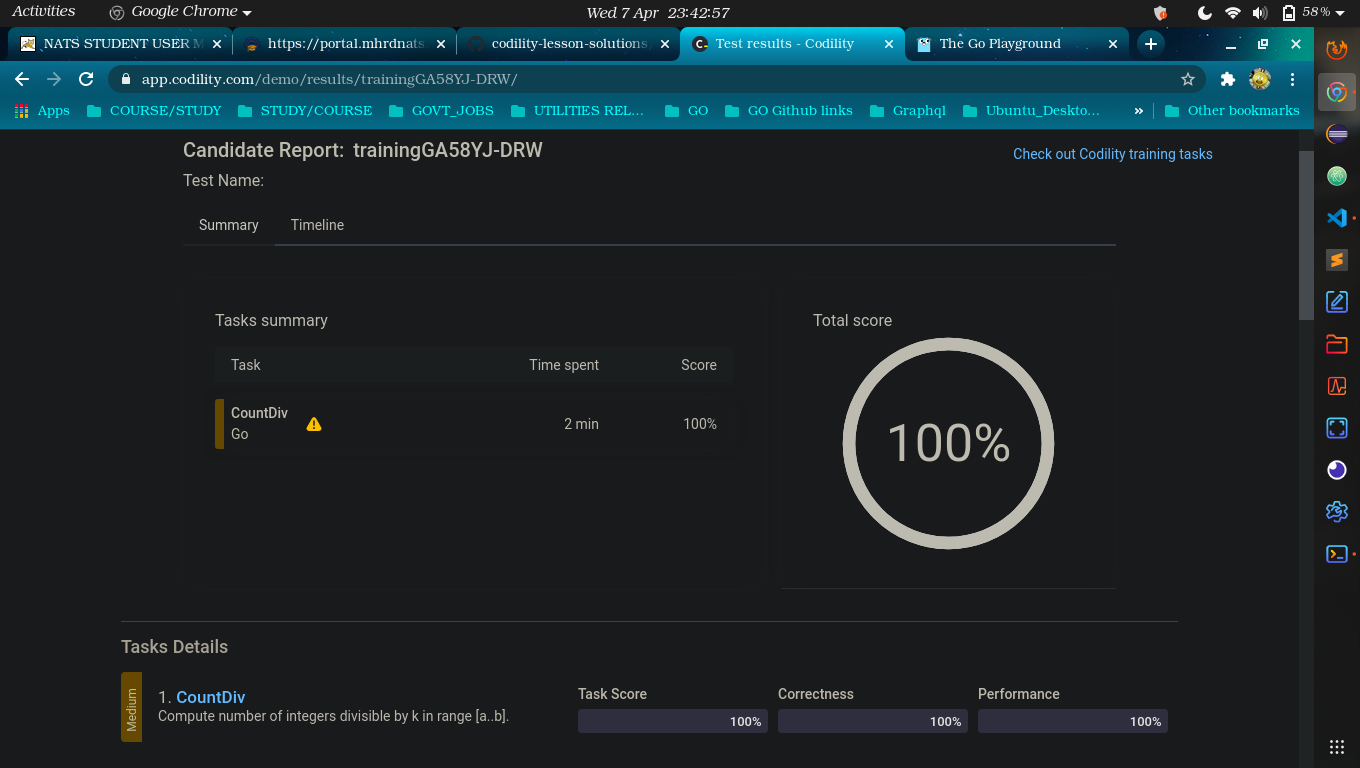 Activities Google Chrome Wed 7 Apr 23:42:57 58%
NATS STUDENT USER M https://portal.mhrdnats codility-lesson-solutions/ Test results - Codility The Go Playground
app.codility.com/demo/results/trainingGA58YJ-DRW/
Apps COURSE/STUDY STUDY/COURSE GOVT_JOBS UTILITIES REL... GO GO Github links Graphql Ubuntu_Deskto... » Other bookmarks
Candidate Report: trainingGA58YJ-DRW
Check out Codility training tasks
Test Name:
Summary Timeline
Tasks summary
Task Time spent Score
CountDiv
Go
2 min 100%
Total score
100%
Tasks Details
Medium
1. CountDiv
Compute number of integers divisible by k in range [a..b].
Task Score Correctness Performance
100% 100% 100%